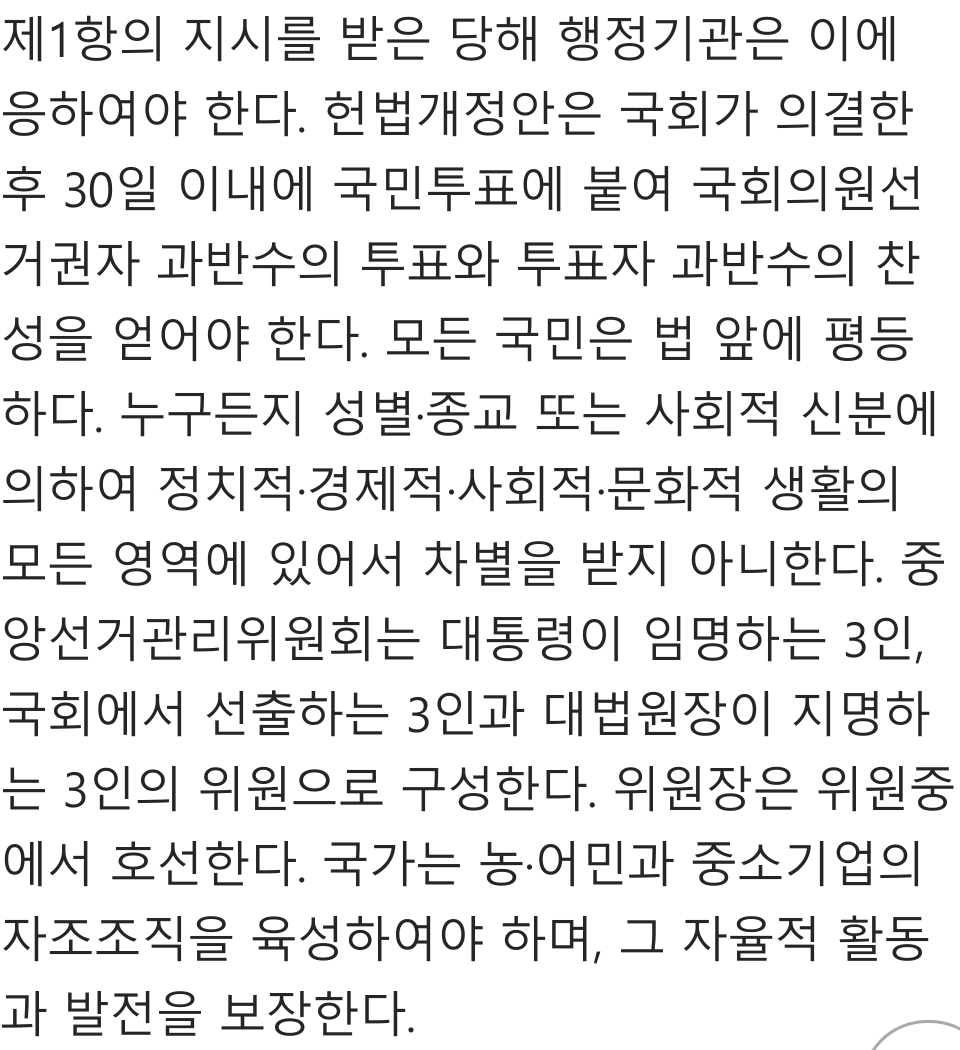 제1항의 지시를 받은 당해 행정기관은 이에
응하여야 한다. 헌법개정안은 국회가 의결한
후 30일 이내에 국민투표에 붙여 국회의원선
거권자 과반수의 투표와 투표자 과반수의 찬
성을 얻어야 한다. 모든 국민은 법 앞에 평등
하다. 누구든지 성별·종교 또는 사회적 신분에
의하여 정치적·경제적·사회적·문화적 생활의
모든 영역에 있어서 차별을 받지 아니한다. 중
앙선거관리위원회는 대통령이 임명하는 3인,
국회에서 선출하는 3인과 대법원장이 지명하
는 3인의 위원으로 구성한다. 위원장은 위원중
에서 호선한다. 국가는 농·어민과 중소기업의
자조조직을 육성하여야 하며, 그 자율적 활동
과 발전을 보장한다.